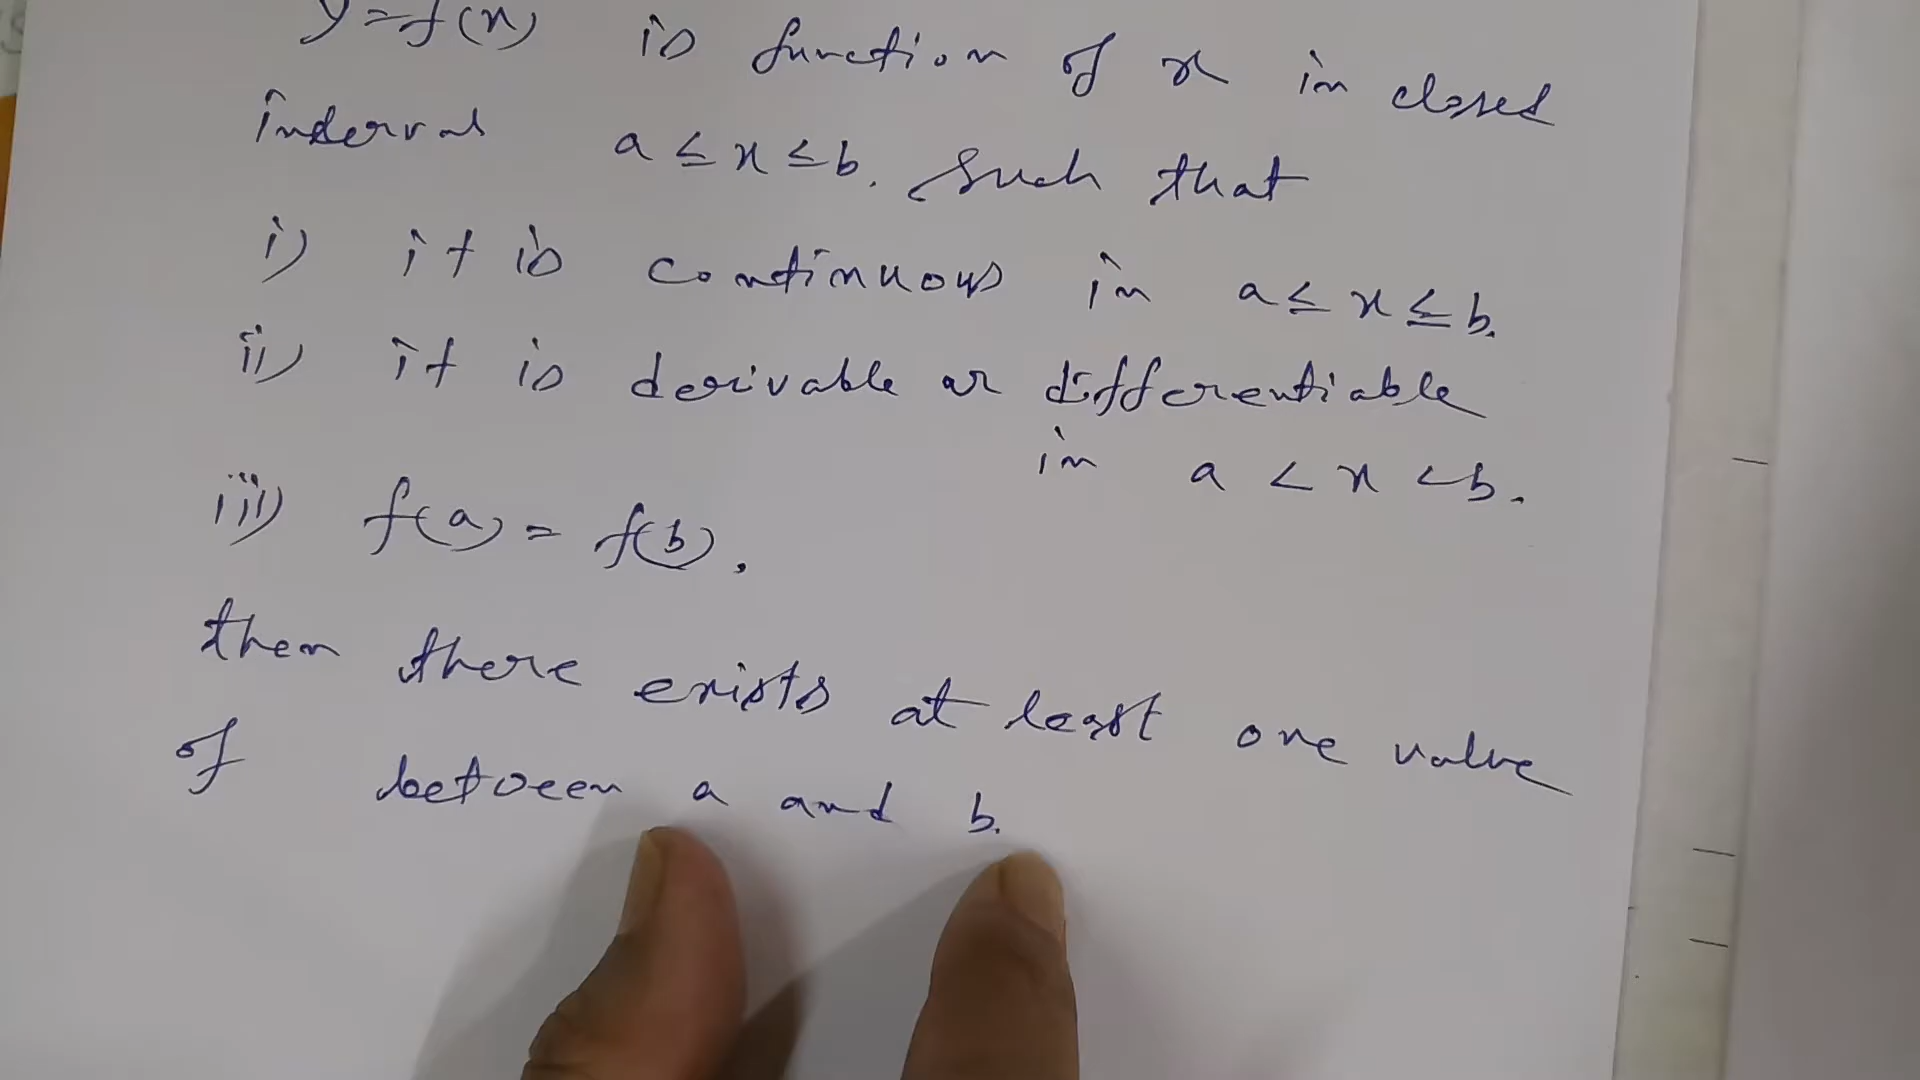 y=f(x) is function of x in closed
interval a ≤ x ≤ b. Such that
i) it is continuous in a ≤ x ≤ b.
ii) it is derivable or differentiable
in a < x < b.
iii) f(a) = f(b).
then there exists at least one value
of between a and b.